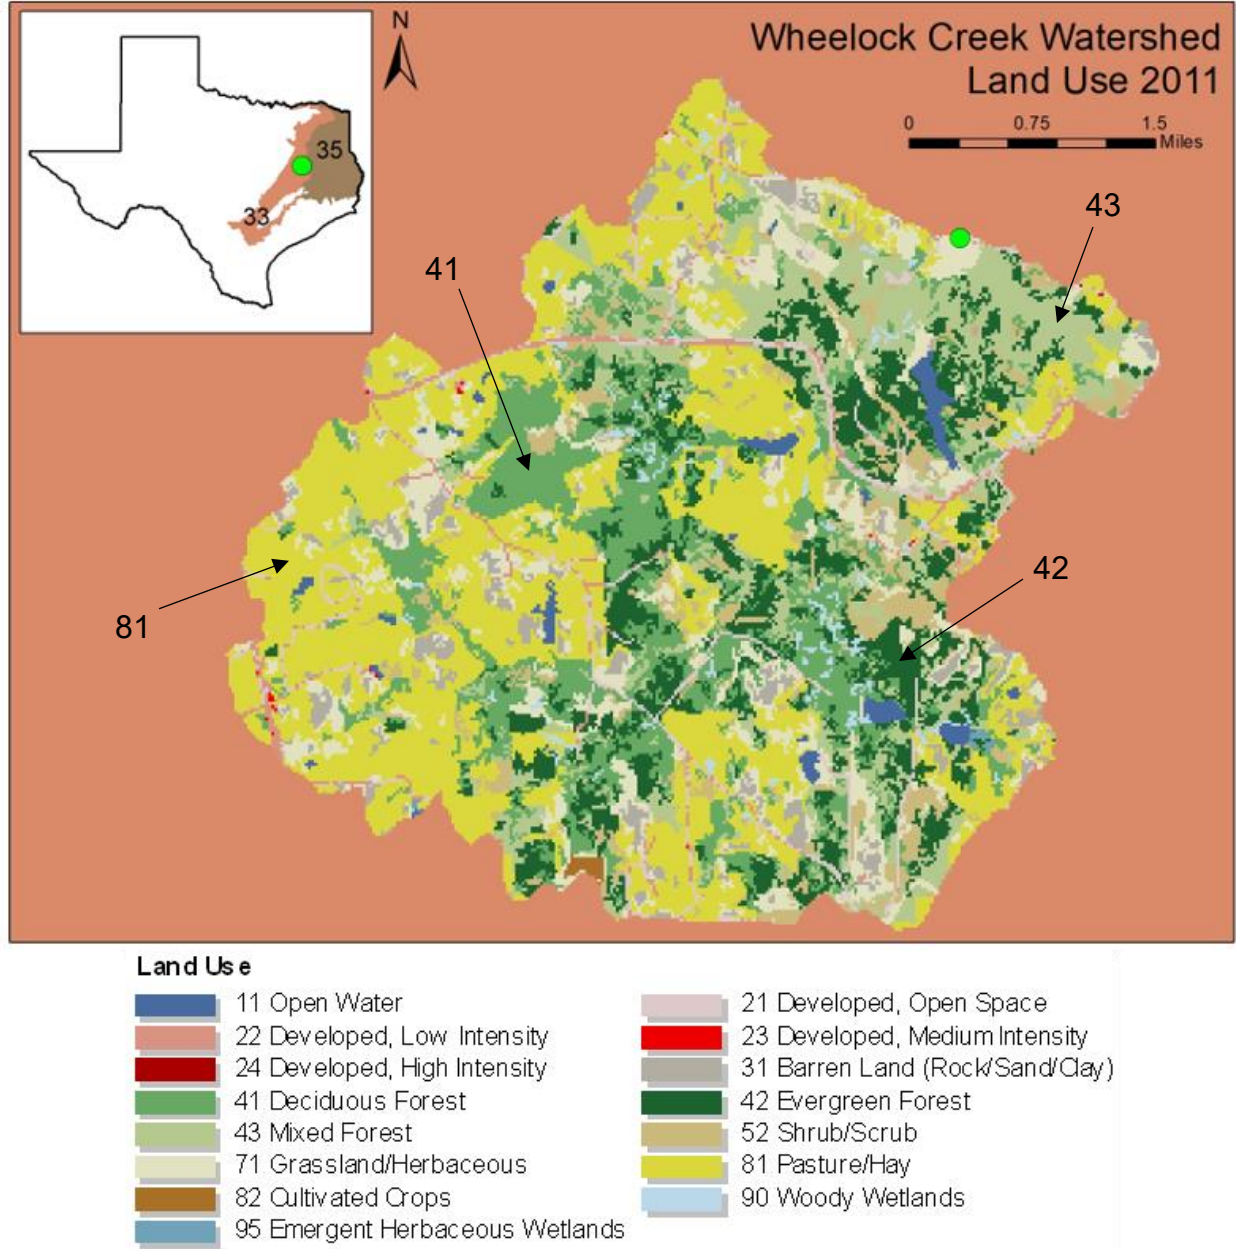 N
Wheelock Creek Watershed
Land Use 2011
0 0.75 1.5
Miles
35
33
43
41
42
81
Land Use
11 Open Water
21 Developed, Open Space
22 Developed, Low Intensity
23 Developed, Medium Intensity
24 Developed, High Intensity
31 Barren Land (Rock/Sand/Clay)
41 Deciduous Forest
42 Evergreen Forest
43 Mixed Forest
52 Shrub/Scrub
71 Grassland/Herbaceous
81 Pasture/Hay
82 Cultivated Crops
90 Woody Wetlands
95 Emergent Herbaceous Wetlands